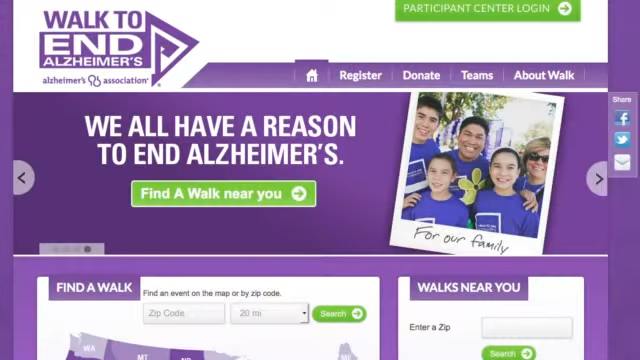 WALK TO
END
ALZHEIMER'S
alzheimer's association®
PARTICIPANT CENTER LOGIN
Register
Donate
Teams
About Walk
WE ALL HAVE A REASON
TO END ALZHEIMER'S.
Find A Walk near you
For our family
Share
FIND A WALK
Find an event on the map or by zip code.
Zip Code
20 mi
Search
WA
MT
ME
WALKS NEAR YOU
Enter a Zip
Search